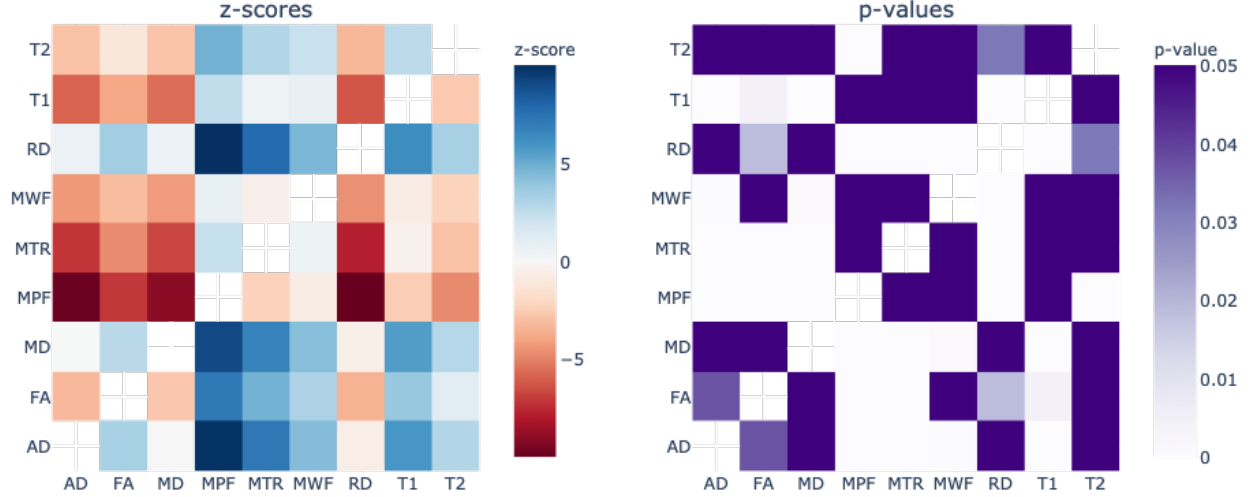 z-scores
T2
T1
RD
MWF
MTR
MPF
MD
FA
AD
AD FA MD MPF MTR MWF RD T1 T2
z-score
5
0
−5
p-values
T2
T1
RD
MWF
MTR
MPF
MD
FA
AD
AD FA MD MPF MTR MWF RD T1 T2
p-value
0.05
0.04
0.03
0.02
0.01
0